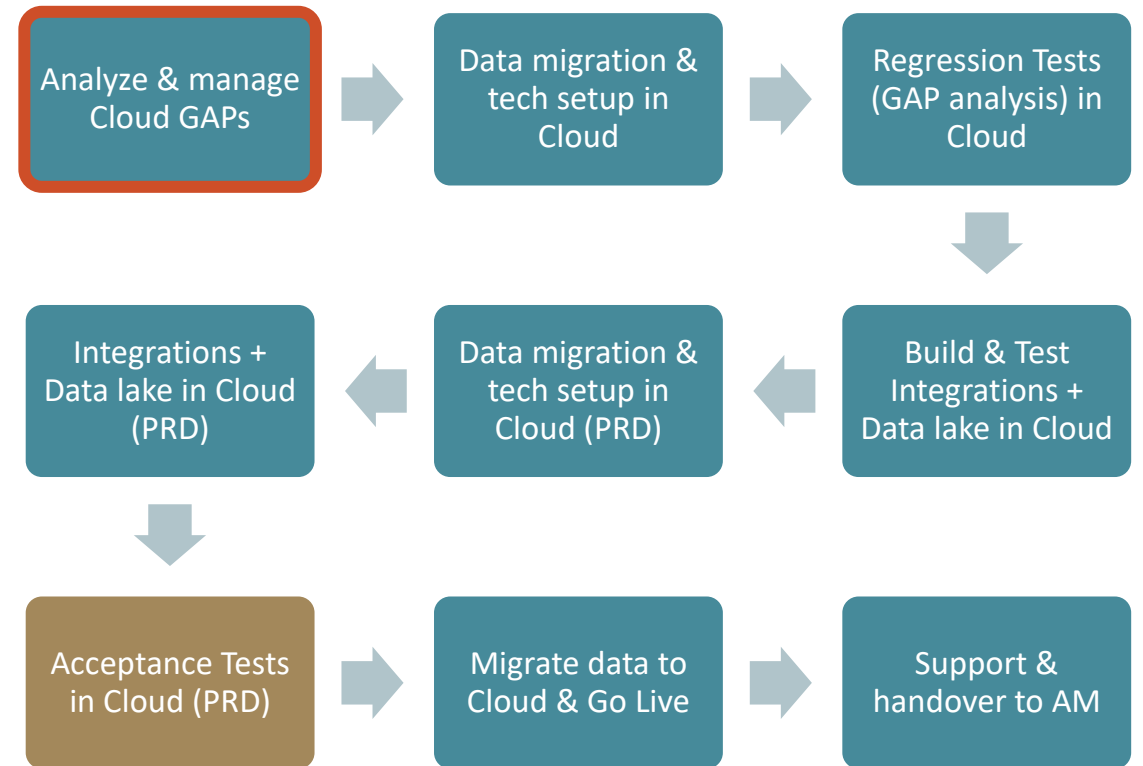 Analyze & manage
Cloud GAPs
Data migration &
tech setup in
Cloud
Regression Tests
(GAP analysis) in
Cloud
Build & Test
Integrations +
Data lake in Cloud
Data migration &
tech setup in
Cloud (PRD)
Integrations +
Data lake in Cloud
(PRD)
Acceptance Tests
in Cloud (PRD)
Migrate data to
Cloud & Go Live
Support &
handover to AM